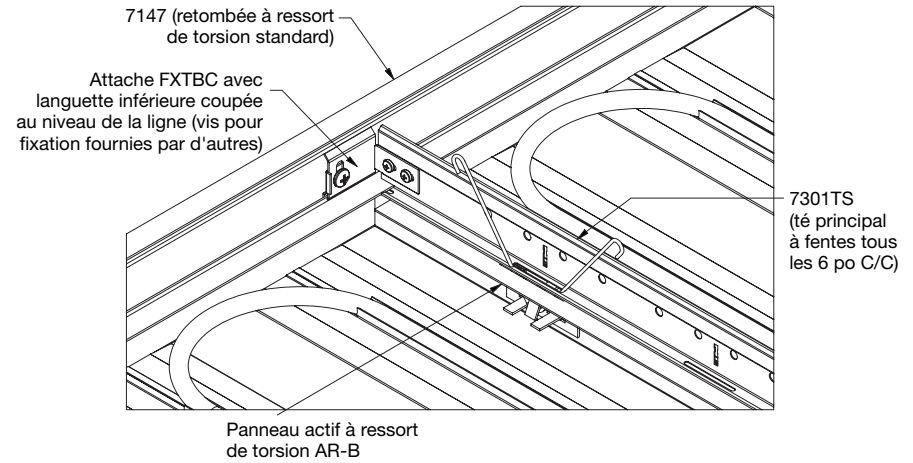 7147 (retombée à ressort
de torsion standard)
Attache FXTBC avec
languette inférieure coupée
au niveau de la ligne (vis pour
fixation fournies par d'autres)
7301TS
(té principal
à fentes tous
les 6 po C/C)
Panneau actif à ressort
de torsion AR-B